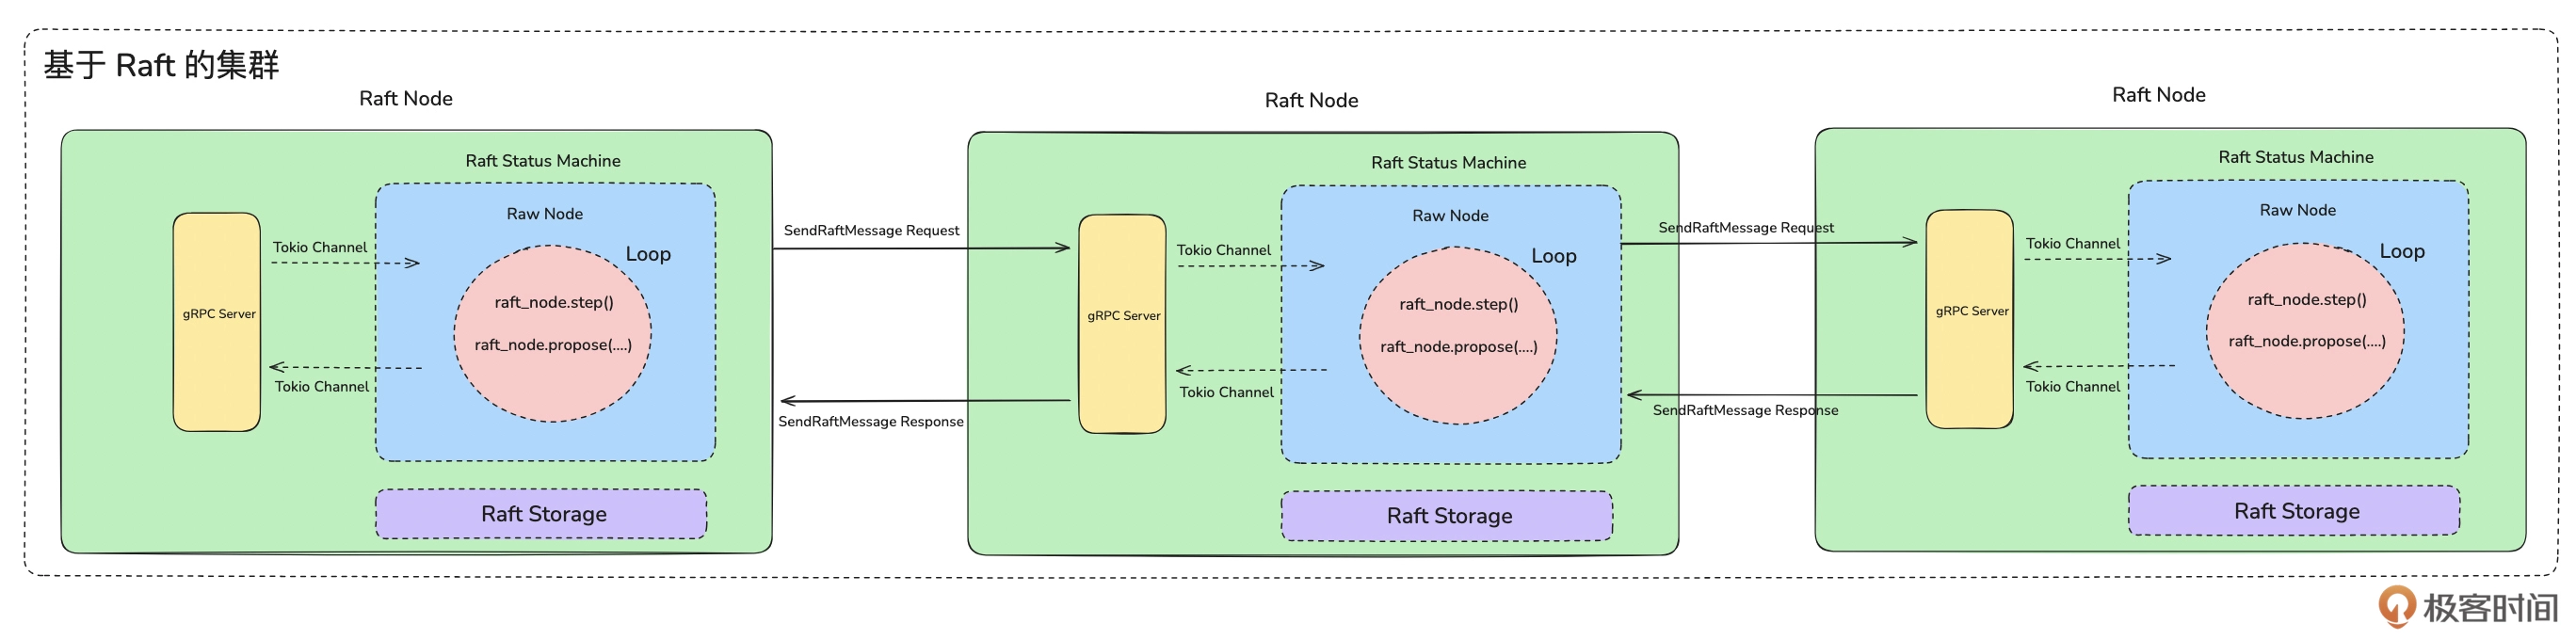 基于 Raft 的集群
Raft Node
Raft Status Machine
Raw Node
Loop
Tokio Channel
raft_node.step()
gRPC Server
raft_node.propose(....)
Tokio Channel
Raft Storage
SendRaftMessage Request
SendRaftMessage Response
Raft Node
Raft Status Machine
Raw Node
Loop
Tokio Channel
raft_node.step()
gRPC Server
raft_node.propose(....)
Tokio Channel
Raft Storage
SendRaftMessage Request
SendRaftMessage Response
Raft Node
Raft Status Machine
Raw Node
Loop
Tokio Channel
raft_node.step()
gRPC Server
raft_node.propose(....)
Tokio Channel
Raft Storage
极客时间